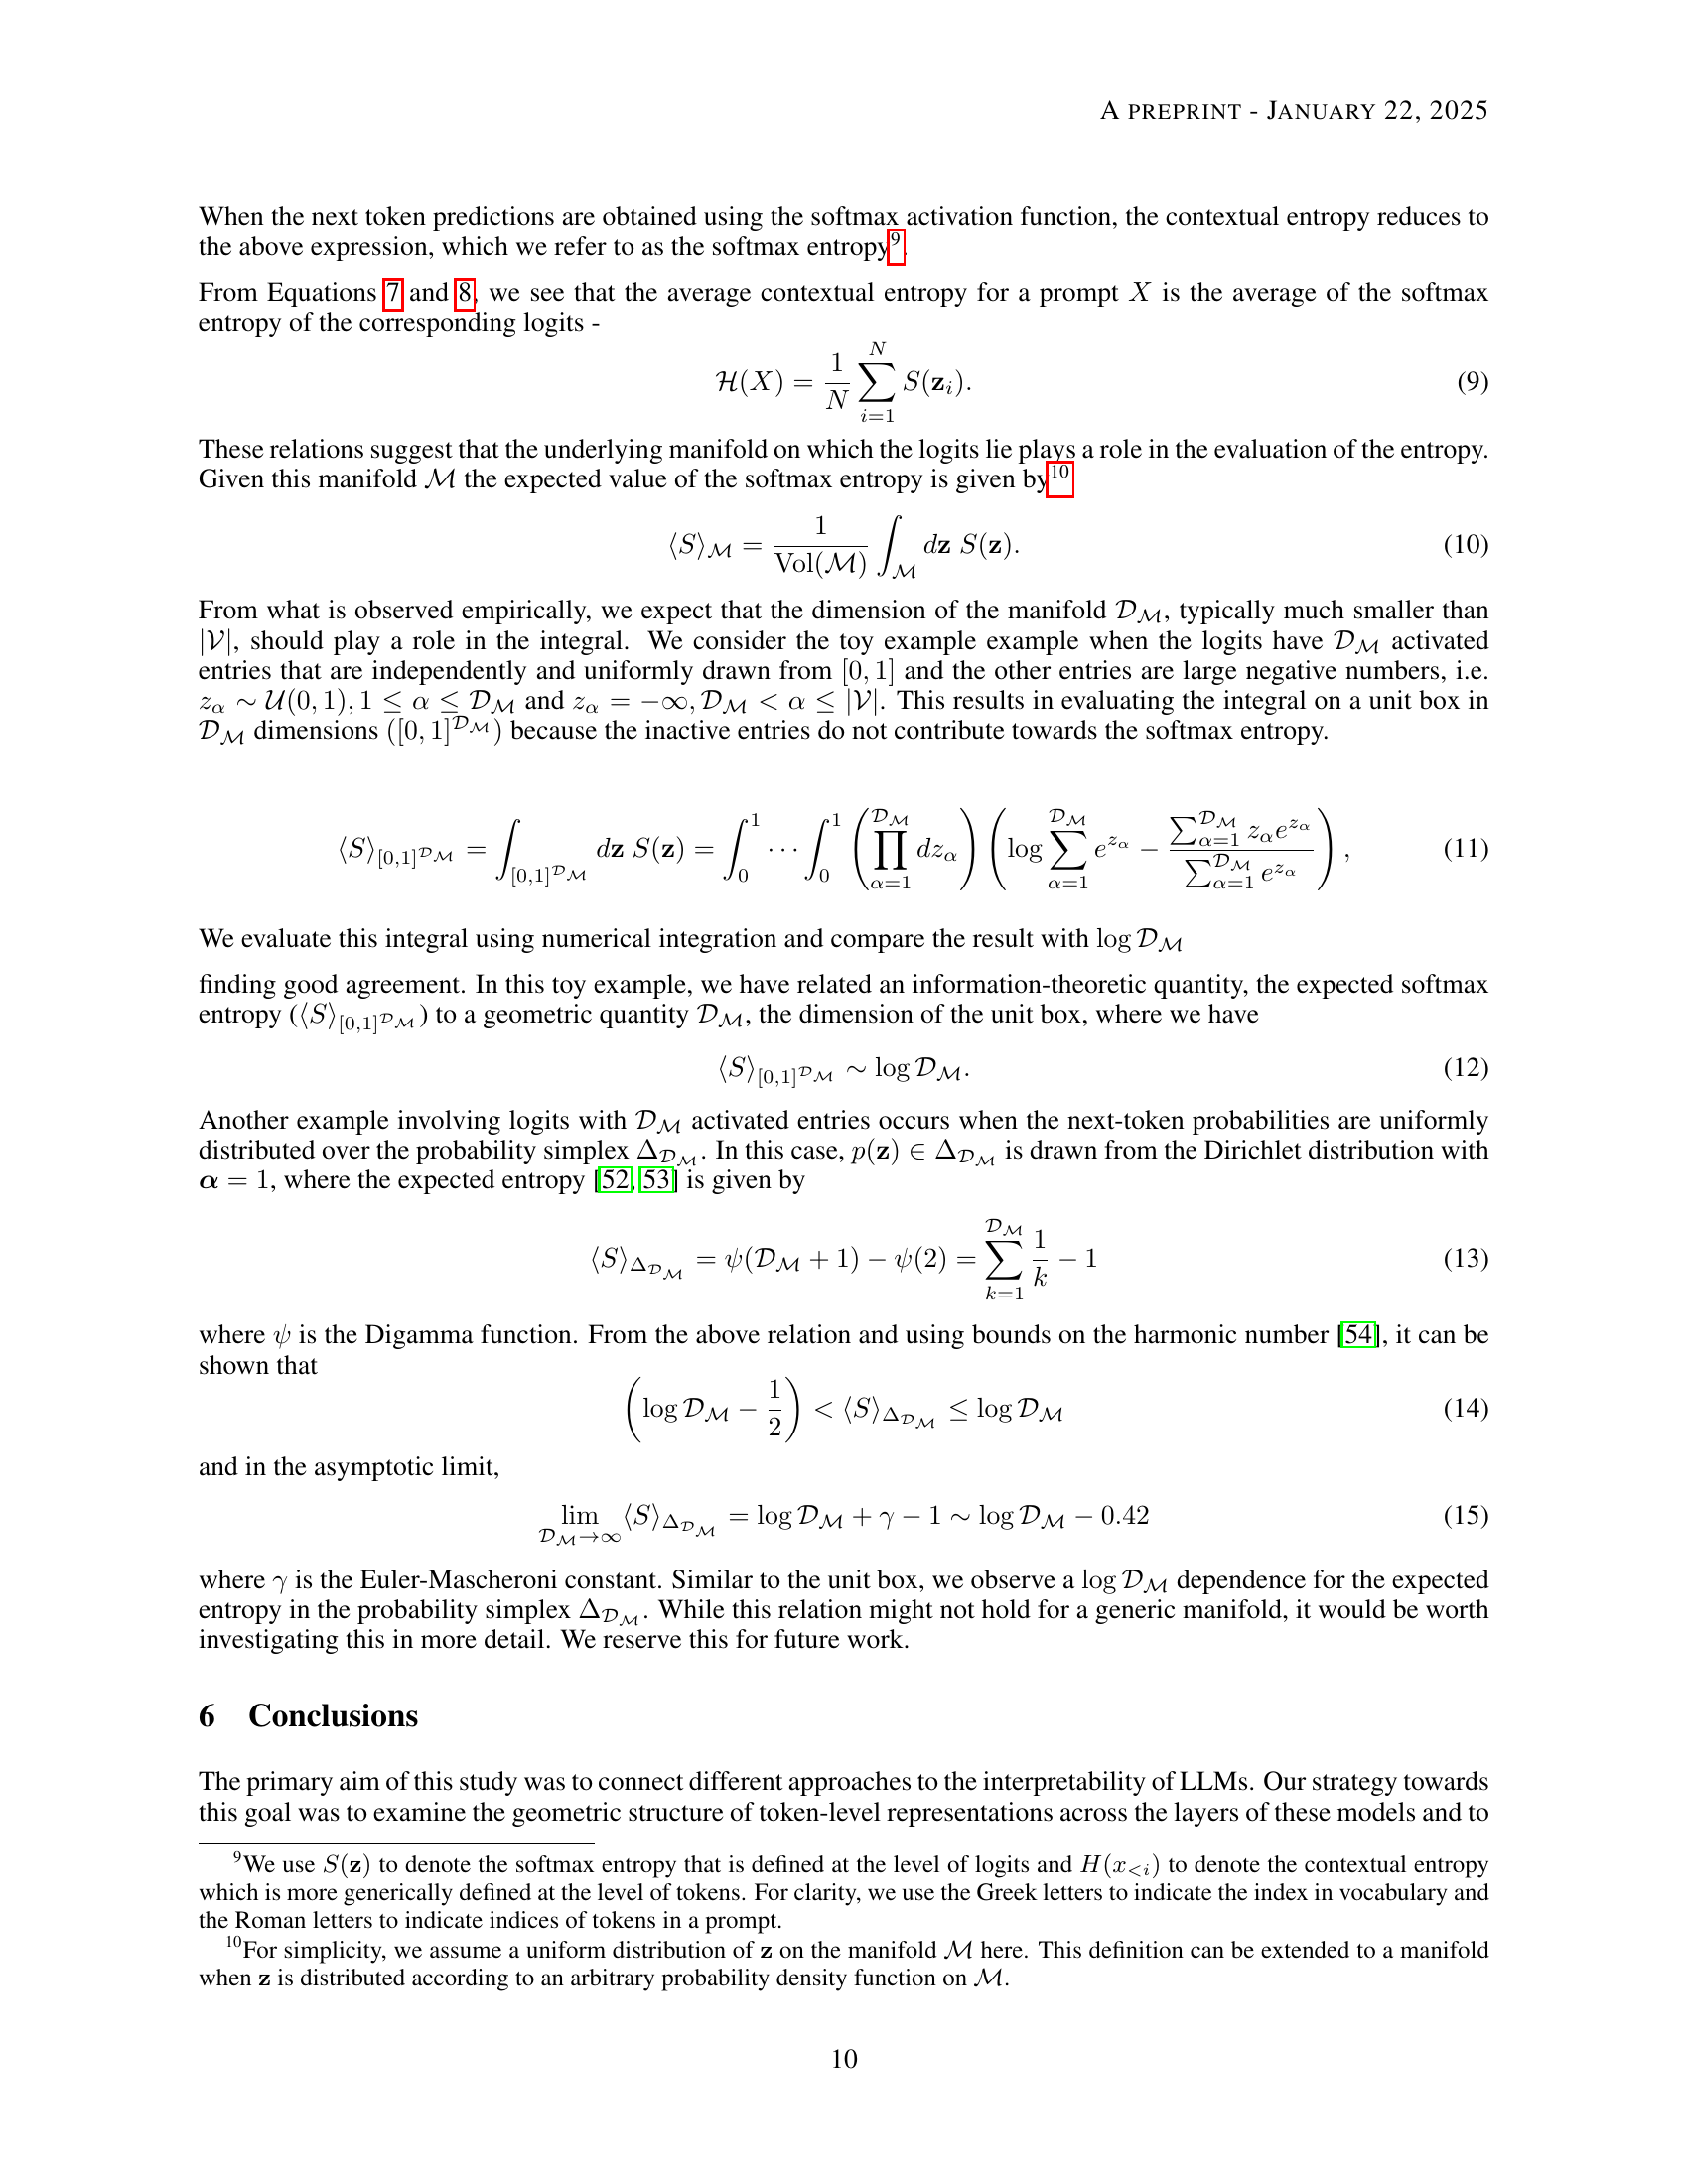 A PREPRINT - JANUARY 22, 2025
When the next token predictions are obtained using the softmax activation function, the contextual entropy reduces to
the above expression, which we refer to as the softmax entropy⁹.
From Equations 7 and 8, we see that the average contextual entropy for a prompt X is the average of the softmax
entropy of the corresponding logits -
$\mathcal{H}(X) = \frac{1}{N} \sum_{i=1}^{N} S(\mathbf{z}_i).$ (9)
These relations suggest that the underlying manifold on which the logits lie plays a role in the evaluation of the entropy.
Given this manifold $\mathcal{M}$ the expected value of the softmax entropy is given by¹⁰
$\langle S \rangle_{\mathcal{M}} = \frac{1}{\mathrm{Vol}(\mathcal{M})} \int_{\mathcal{M}} d\mathbf{z}\, S(\mathbf{z}).$ (10)
From what is observed empirically, we expect that the dimension of the manifold $\mathcal{D}_{\mathcal{M}}$, typically much smaller than
$|\mathcal{V}|$, should play a role in the integral. We consider the toy example example when the logits have $\mathcal{D}_{\mathcal{M}}$ activated
entries that are independently and uniformly drawn from [0, 1] and the other entries are large negative numbers, i.e.
$z_\alpha \sim \mathcal{U}(0,1), 1 \leq \alpha \leq \mathcal{D}_{\mathcal{M}}$ and $z_\alpha = -\infty, \mathcal{D}_{\mathcal{M}} < \alpha \leq |\mathcal{V}|$. This results in evaluating the integral on a unit box in
$\mathcal{D}_{\mathcal{M}}$ dimensions ($[0,1]^{\mathcal{D}_{\mathcal{M}}}$) because the inactive entries do not contribute towards the softmax entropy.
$\langle S \rangle_{[0,1]^{\mathcal{D}_{\mathcal{M}}}} = \int_{[0,1]^{\mathcal{D}_{\mathcal{M}}}} d\mathbf{z}\, S(\mathbf{z}) = \int_0^1 \cdots \int_0^1 \left( \prod_{\alpha=1}^{\mathcal{D}_{\mathcal{M}}} dz_\alpha \right) \left( \log \sum_{\alpha=1}^{\mathcal{D}_{\mathcal{M}}} e^{z_\alpha} - \frac{\sum_{\alpha=1}^{\mathcal{D}_{\mathcal{M}}} z_\alpha e^{z_\alpha}}{\sum_{\alpha=1}^{\mathcal{D}_{\mathcal{M}}} e^{z_\alpha}} \right),$ (11)
We evaluate this integral using numerical integration and compare the result with $\log \mathcal{D}_{\mathcal{M}}$
finding good agreement. In this toy example, we have related an information-theoretic quantity, the expected softmax
entropy ($\langle S \rangle_{[0,1]^{\mathcal{D}_{\mathcal{M}}}}$) to a geometric quantity $\mathcal{D}_{\mathcal{M}}$, the dimension of the unit box, where we have
$\langle S \rangle_{[0,1]^{\mathcal{D}_{\mathcal{M}}}} \sim \log \mathcal{D}_{\mathcal{M}}.$ (12)
Another example involving logits with $\mathcal{D}_{\mathcal{M}}$ activated entries occurs when the next-token probabilities are uniformly
distributed over the probability simplex $\Delta_{\mathcal{D}_{\mathcal{M}}}$. In this case, $p(\mathbf{z}) \in \Delta_{\mathcal{D}_{\mathcal{M}}}$ is drawn from the Dirichlet distribution with
$\boldsymbol{\alpha} = 1$, where the expected entropy [52, 53] is given by
$\langle S \rangle_{\Delta_{\mathcal{D}_{\mathcal{M}}}} = \psi(\mathcal{D}_{\mathcal{M}} + 1) - \psi(2) = \sum_{k=1}^{\mathcal{D}_{\mathcal{M}}} \frac{1}{k} - 1$ (13)
where $\psi$ is the Digamma function. From the above relation and using bounds on the harmonic number [54], it can be
shown that
$\left( \log \mathcal{D}_{\mathcal{M}} - \frac{1}{2} \right) < \langle S \rangle_{\Delta_{\mathcal{D}_{\mathcal{M}}}} \leq \log \mathcal{D}_{\mathcal{M}}$ (14)
and in the asymptotic limit,
$\lim_{\mathcal{D}_{\mathcal{M}} \to \infty} \langle S \rangle_{\Delta_{\mathcal{D}_{\mathcal{M}}}} = \log \mathcal{D}_{\mathcal{M}} + \gamma - 1 \sim \log \mathcal{D}_{\mathcal{M}} - 0.42$ (15)
where $\gamma$ is the Euler-Mascheroni constant. Similar to the unit box, we observe a $\log \mathcal{D}_{\mathcal{M}}$ dependence for the expected
entropy in the probability simplex $\Delta_{\mathcal{D}_{\mathcal{M}}}$. While this relation might not hold for a generic manifold, it would be worth
investigating this in more detail. We reserve this for future work.
6 Conclusions
The primary aim of this study was to connect different approaches to the interpretability of LLMs. Our strategy towards
this goal was to examine the geometric structure of token-level representations across the layers of these models and to
⁹We use $S(\mathbf{z})$ to denote the softmax entropy that is defined at the level of logits and $H(x_{<i})$ to denote the contextual entropy
which is more generically defined at the level of tokens. For clarity, we use the Greek letters to indicate the index in vocabulary and
the Roman letters to indicate indices of tokens in a prompt.
¹⁰For simplicity, we assume a uniform distribution of $\mathbf{z}$ on the manifold $\mathcal{M}$ here. This definition can be extended to a manifold
when $\mathbf{z}$ is distributed according to an arbitrary probability density function on $\mathcal{M}$.
10